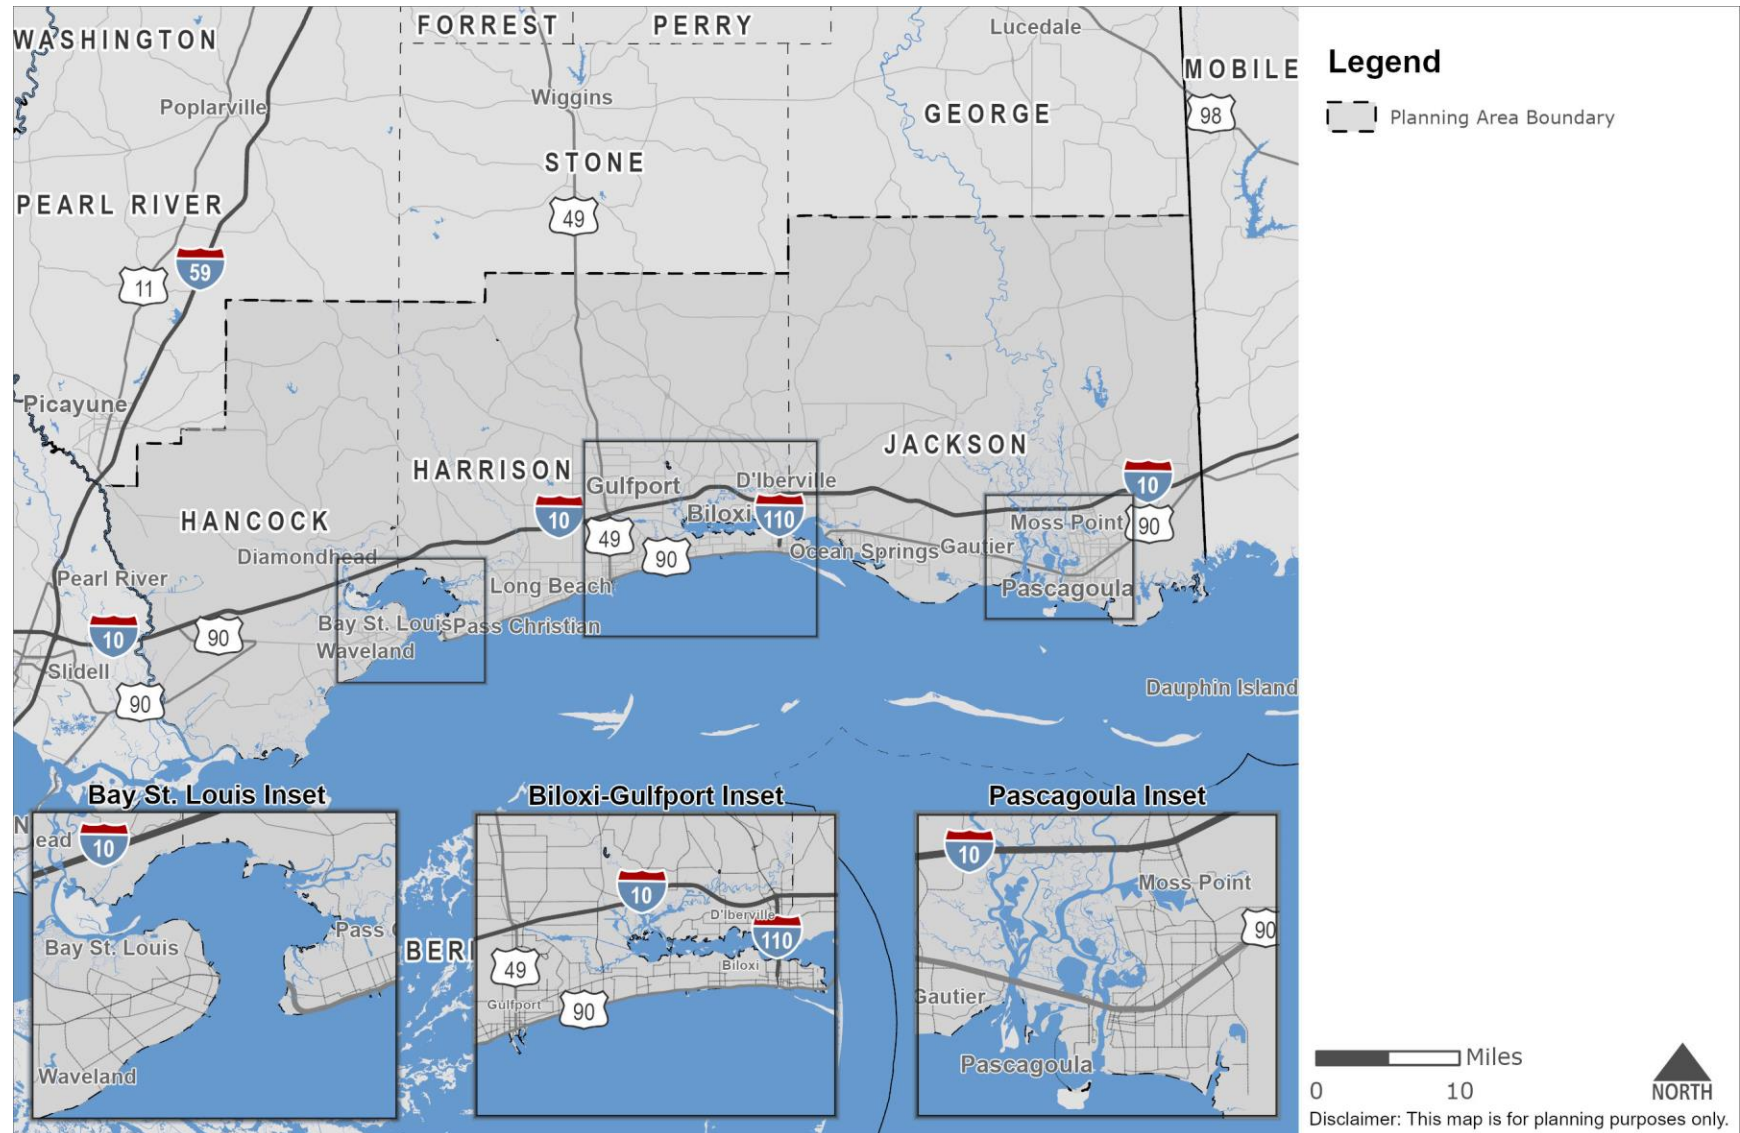 WASHINGTON
FORREST
PERRY
Lucedale
MOBILE
Poplarville
Wiggins
GEORGE
98
STONE
PEARL RIVER
49
59
11
Picayune
JACKSON
HARRISON
Gulfport
D'Iberville
10
Biloxi
110
10
HANCOCK
49
90
Moss Point
90
Diamondhead
Ocean Springs
Gautier
Pearl River
Long Beach
Pascagoula
10
90
Bay St. Louis
Pass Christian
Waveland
Slidell
90
Dauphin Island
Legend
Planning Area Boundary
Bay St. Louis Inset
N
ead
10
Pass C
Bay St. Louis
Waveland
BER
Biloxi-Gulfport Inset
10
D'Iberville
110
49
Biloxi
Gulfport
90
Pascagoula Inset
10
Moss Point
90
Gautier
Pascagoula
Miles
0 10
NORTH
Disclaimer: This map is for planning purposes only.